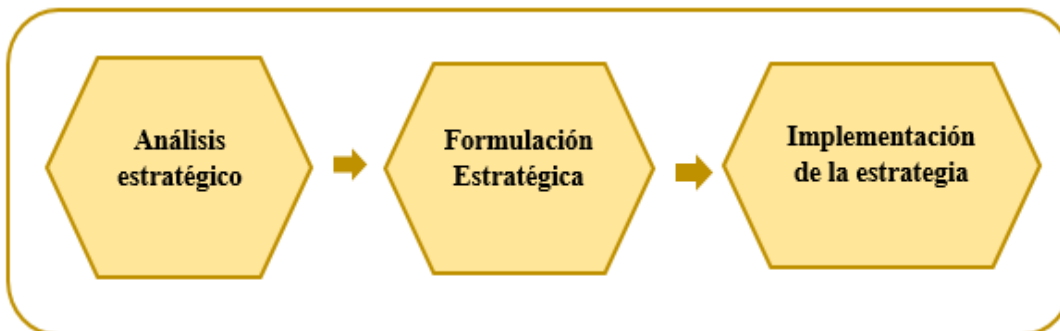 Análisis
estratégico
Formulación
Estratégica
Implementación
de la estrategia